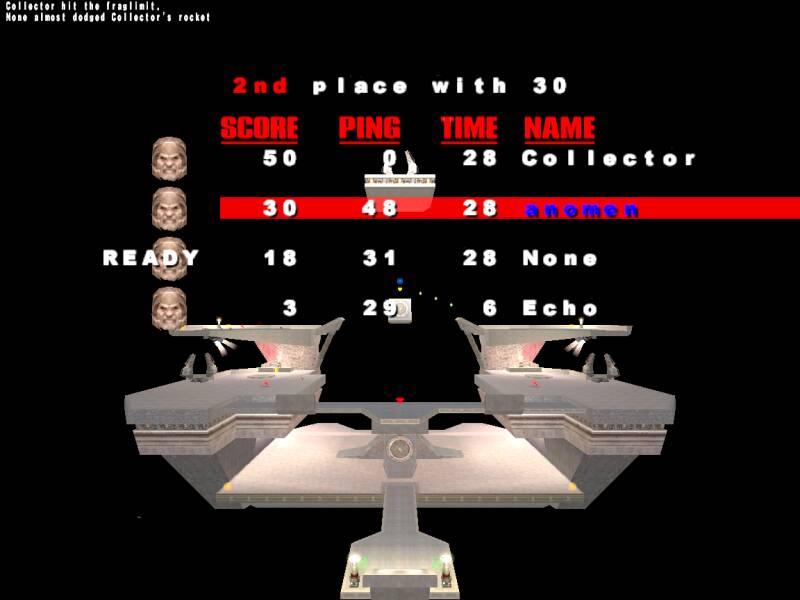 Collector hit the fraglimit.
None almost dodged Collector's rocket
2nd place with 30
SCORE PING TIME NAME
50 0 28 Collector
30 48 28 anomen
READY 18 31 28 None
3 29 6 Echo